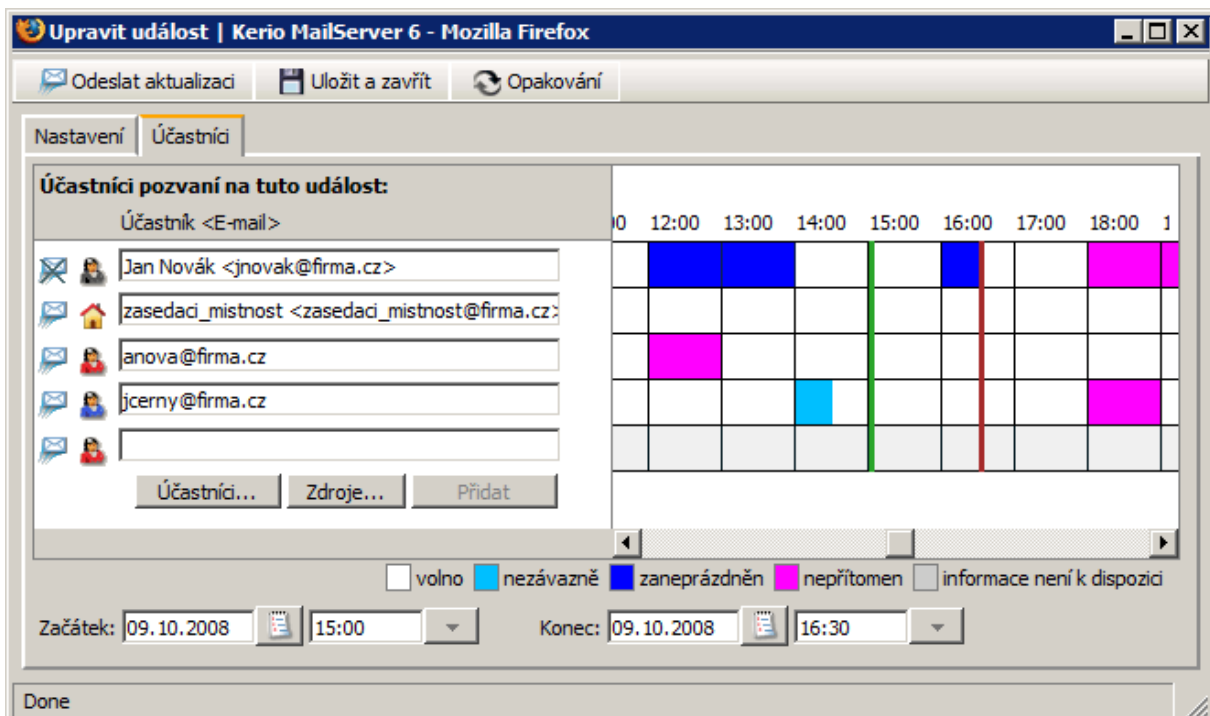 Upravit událost | Kerio MailServer 6 - Mozilla Firefox
Odeslat aktualizaci Uložit a zavřít Opakování
Nastavení Účastníci
Účastníci pozvaní na tuto událost:
Účastník <E-mail> 12:00 13:00 14:00 15:00 16:00 17:00 18:00 1
Jan Novák <jnovak@firma.cz>
zasedaci_mistnost <zasedaci_mistnost@firma.cz>
anova@firma.cz
jcerny@firma.cz
Účastníci... Zdroje... Přidat
volno nezávazně zaneprázdněn nepřítomen informace není k dispozici
Začátek: 09.10.2008 15:00 Konec: 09.10.2008 16:30
Done